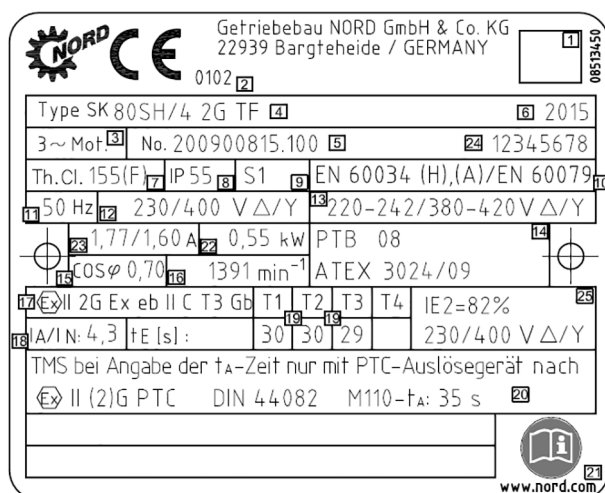 NORD
CE
Getriebebau NORD GmbH & Co. KG
22939 Bargteheide / GERMANY
0102 2
1
08513450
Type SK 80SH/4 2G TF 4 6 2015
3~ Mot. 3 No. 200900815.100 5 24 12345678
Th.Cl. 155(F) 7 IP55 8 S1 9 EN 60034 (H),(A)/EN 60079 10
11 50 Hz 12 230/400 V Δ/Y 13 220-242/380-420V Δ/Y
23 1,77/1,60 A 22 0,55 kW PTB 08 14
15 COSφ 0,70 16 1391 min⁻¹ ATEX 3024/09
17 Ex II 2G Ex eb II C T3 Gb T1 T2 T3 T4 IE2=82% 25
19 19
18 IA/IN: 4,3 tE [s] : 30 30 29 230/400 V Δ/Y
TMS bei Angabe der tA-Zeit nur mit PTC-Auslösegerät nach
Ex II (2)G PTC DIN 44082 M110-tA: 35 s 20
i
21
www.nord.com